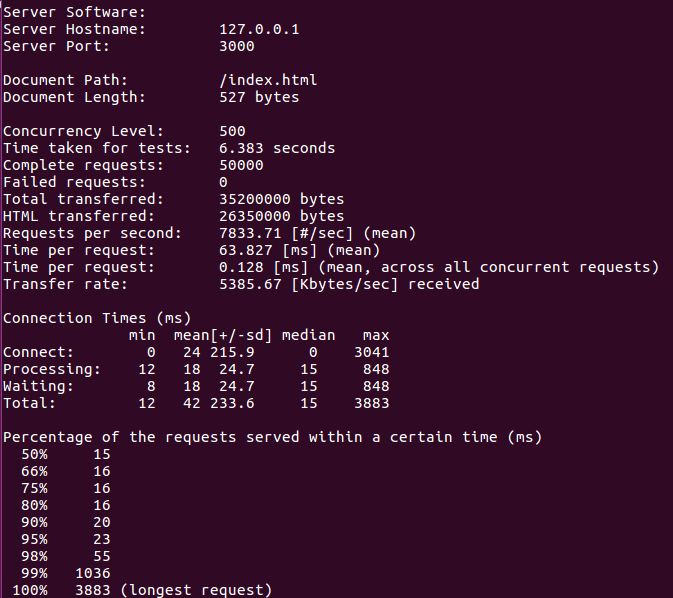 Server Software:
Server Hostname:        127.0.0.1
Server Port:            3000

Document Path:          /index.html
Document Length:        527 bytes

Concurrency Level:      500
Time taken for tests:   6.383 seconds
Complete requests:      50000
Failed requests:        0
Total transferred:      35200000 bytes
HTML transferred:       26350000 bytes
Requests per second:    7833.71 [#/sec] (mean)
Time per request:       63.827 [ms] (mean)
Time per request:       0.128 [ms] (mean, across all concurrent requests)
Transfer rate:          5385.67 [Kbytes/sec] received

Connection Times (ms)
              min  mean[+/-sd] median   max
Connect:        0   24 215.9      0    3041
Processing:    12   18  24.7     15     848
Waiting:        8   18  24.7     15     848
Total:         12   42 233.6     15    3883

Percentage of the requests served within a certain time (ms)
  50%     15
  66%     16
  75%     16
  80%     16
  90%     20
  95%     23
  98%     55
  99%   1036
 100%   3883 (longest request)